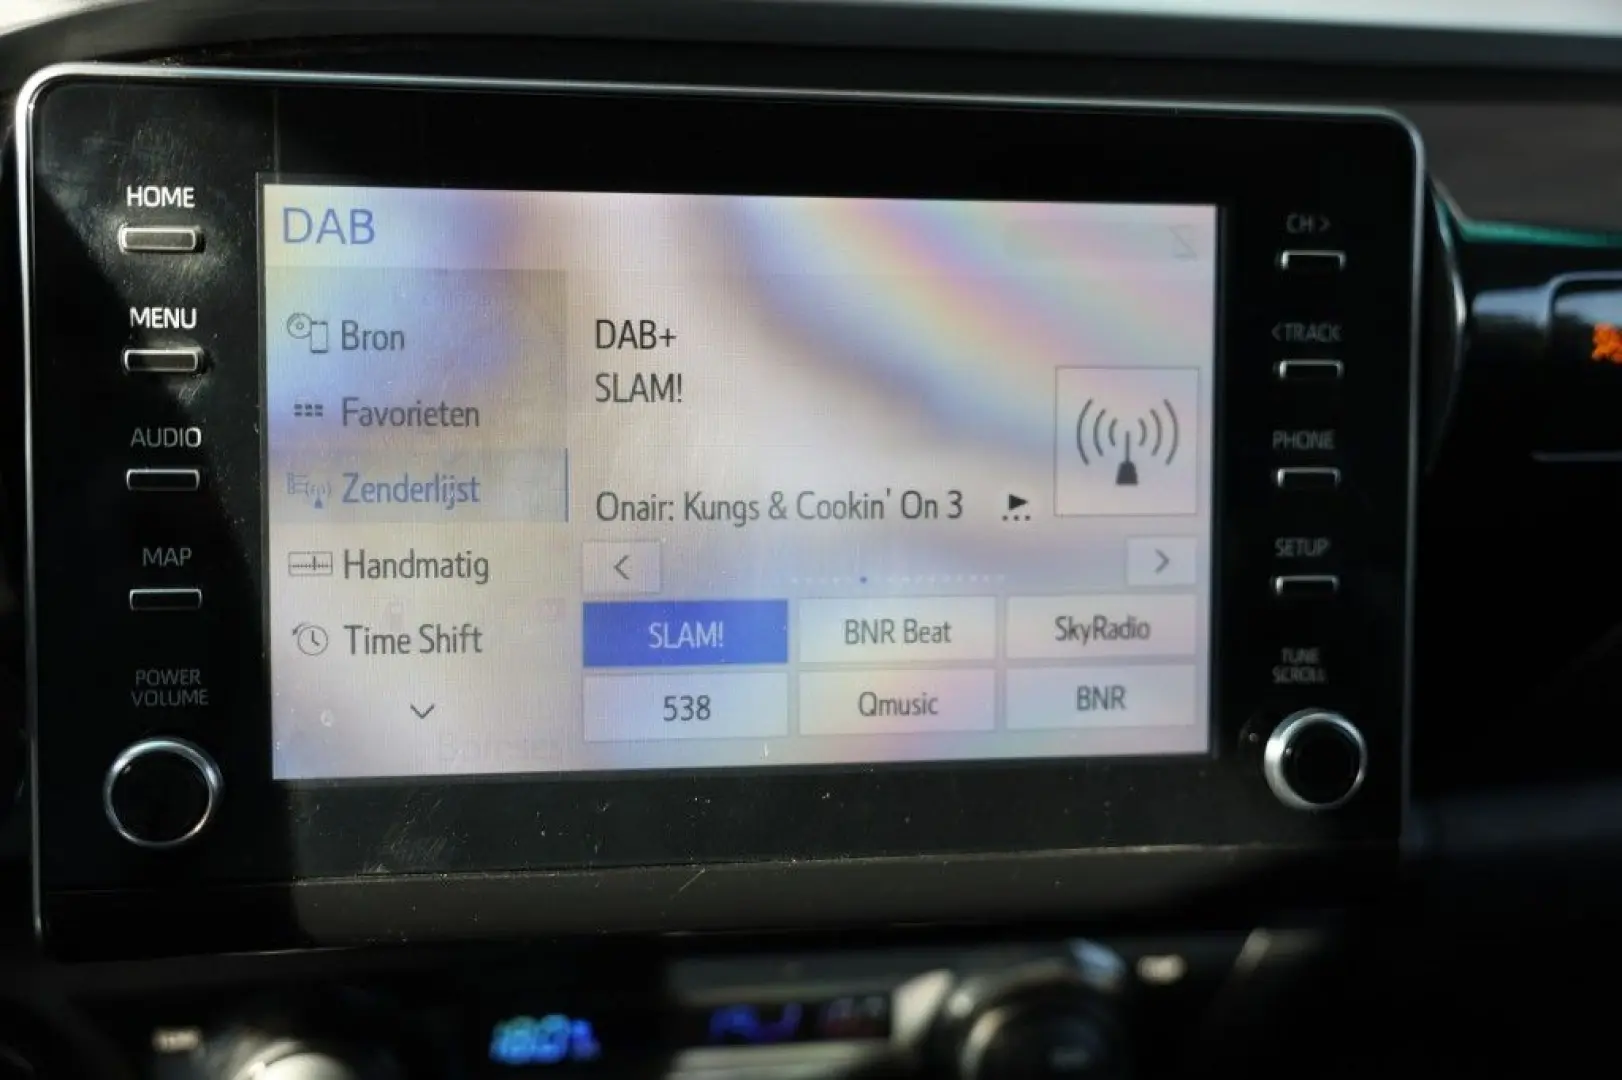 HOME
MENU
AUDIO
MAP
POWER
VOLUME
DAB
Bron
Favorieten
Zenderlijst
Handmatig
Time Shift
DAB+
SLAM!
Onair: Kungs & Cookin' On 3
SLAM!
BNR Beat
SkyRadio
538
Qmusic
BNR
CH >
< TRACK
PHONE
SETUP
TUNE
SCROLL